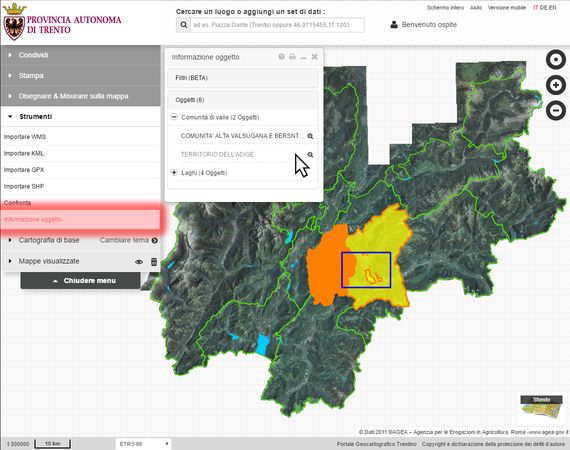 PROVINCIA AUTONOMA
DI TRENTO
Cercare un luogo o aggiungi un set di dati :
ad es. Piazza Dante (Trento) oppure 46.0715455,11.1203
Schermo intero
Aiuto
Versione mobile
IT DE EN
Benvenuto ospite
Condividi
Stampa
Disegnare & Misurare sulla mappa
Strumenti
Importare WMS
Importare KML
Importare GPX
Importare SHP
Confronta
Informazione oggetto
Cartografia di base
Cambiare tema
Mappe visualizzate
Chiudere menu
Informazione oggetto
Filtri (BETA)
Oggetti (6)
Comunità di valle (2 Oggetti)
COMUNITA' ALTA VALSUGANA E BERSNT...
TERRITORIO DELL'ADIGE
Laghi (4 Oggetti)
Sfondo
© Dati:2011 ©AGEA – Agenzia per le Erogazioni in Agricoltura, Roma -www.agea.gov.it
1:500000
10 km
ETRS 89
Portale Geocartografico Trentino
Copyright e dichiarazione della protezione dei diritti d'autore